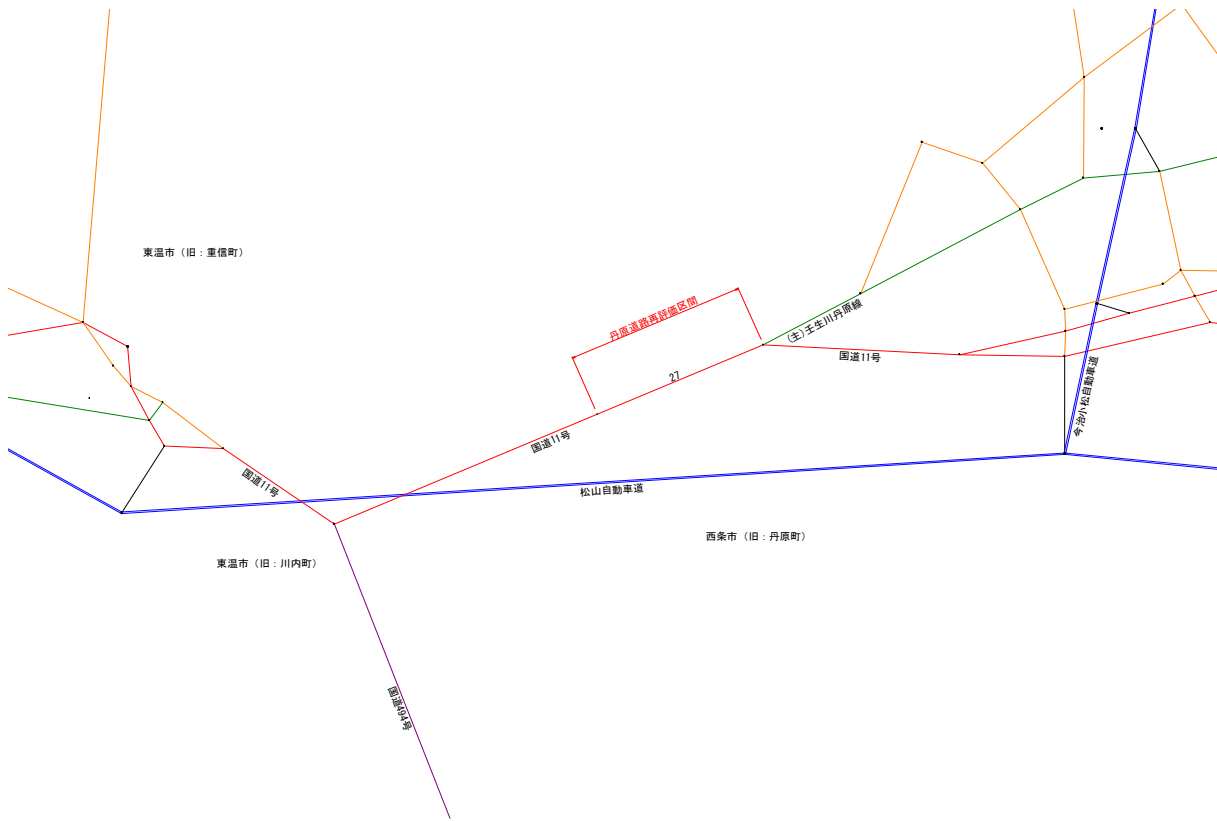 東温市（旧：重信町）
丹原道路再評価区間
(主)壬生川丹原線
国道11号
27
今治小松自動車道
国道11号
国道11号
松山自動車道
西条市（旧：丹原町）
東温市（旧：川内町）
国道494号